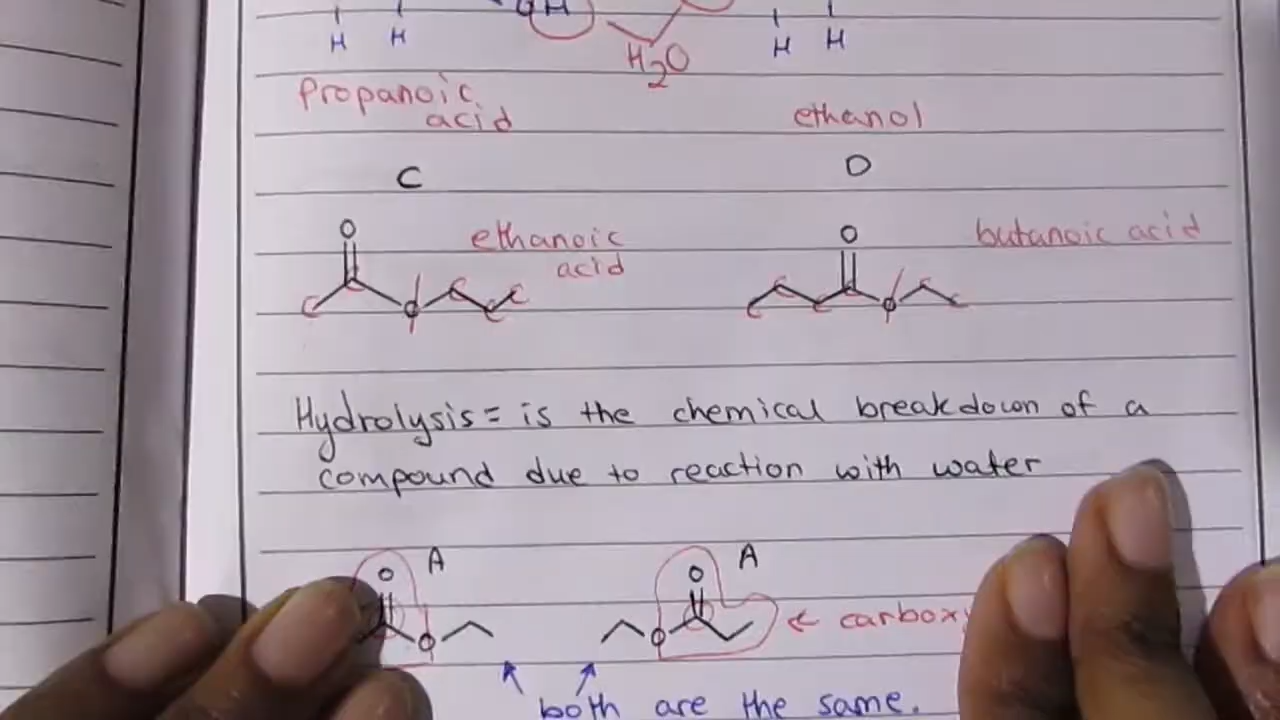 H H H₂O H H
Propanoic
acid
ethanol
C
D
O
ethanoic
acid
C C O C C C C
O
butanoic acid
C C C C O C C
Hydrolysis = is the chemical breakdown of a
compound due to reaction with water
A
A
O
O
O
O
← carboxy
both are the same.